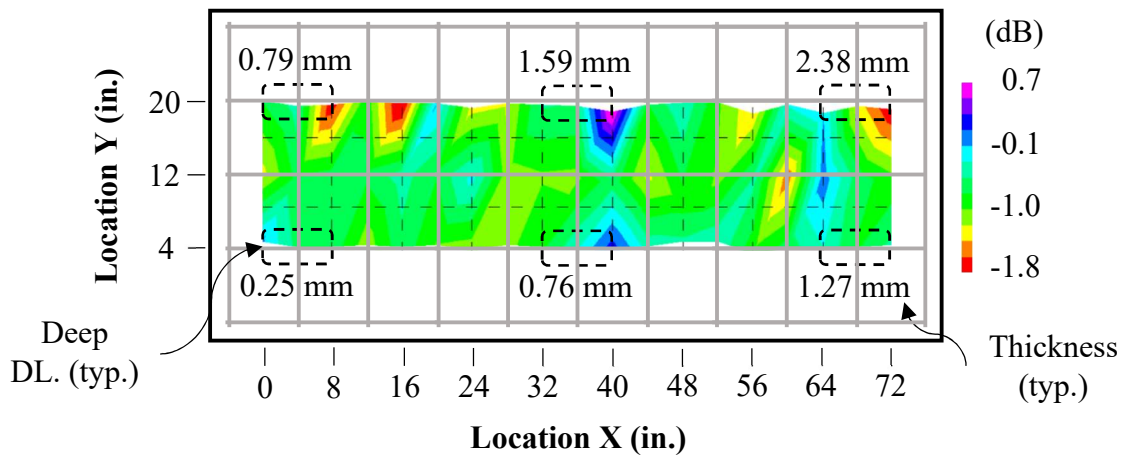 (dB)
0.79 mm 1.59 mm 2.38 mm
0.7
20
-0.1
12
-1.0
4
-1.8
0.25 mm 0.76 mm 1.27 mm
Location Y (in.)
Deep
DL. (typ.)
Thickness
(typ.)
0 8 16 24 32 40 48 56 64 72
Location X (in.)